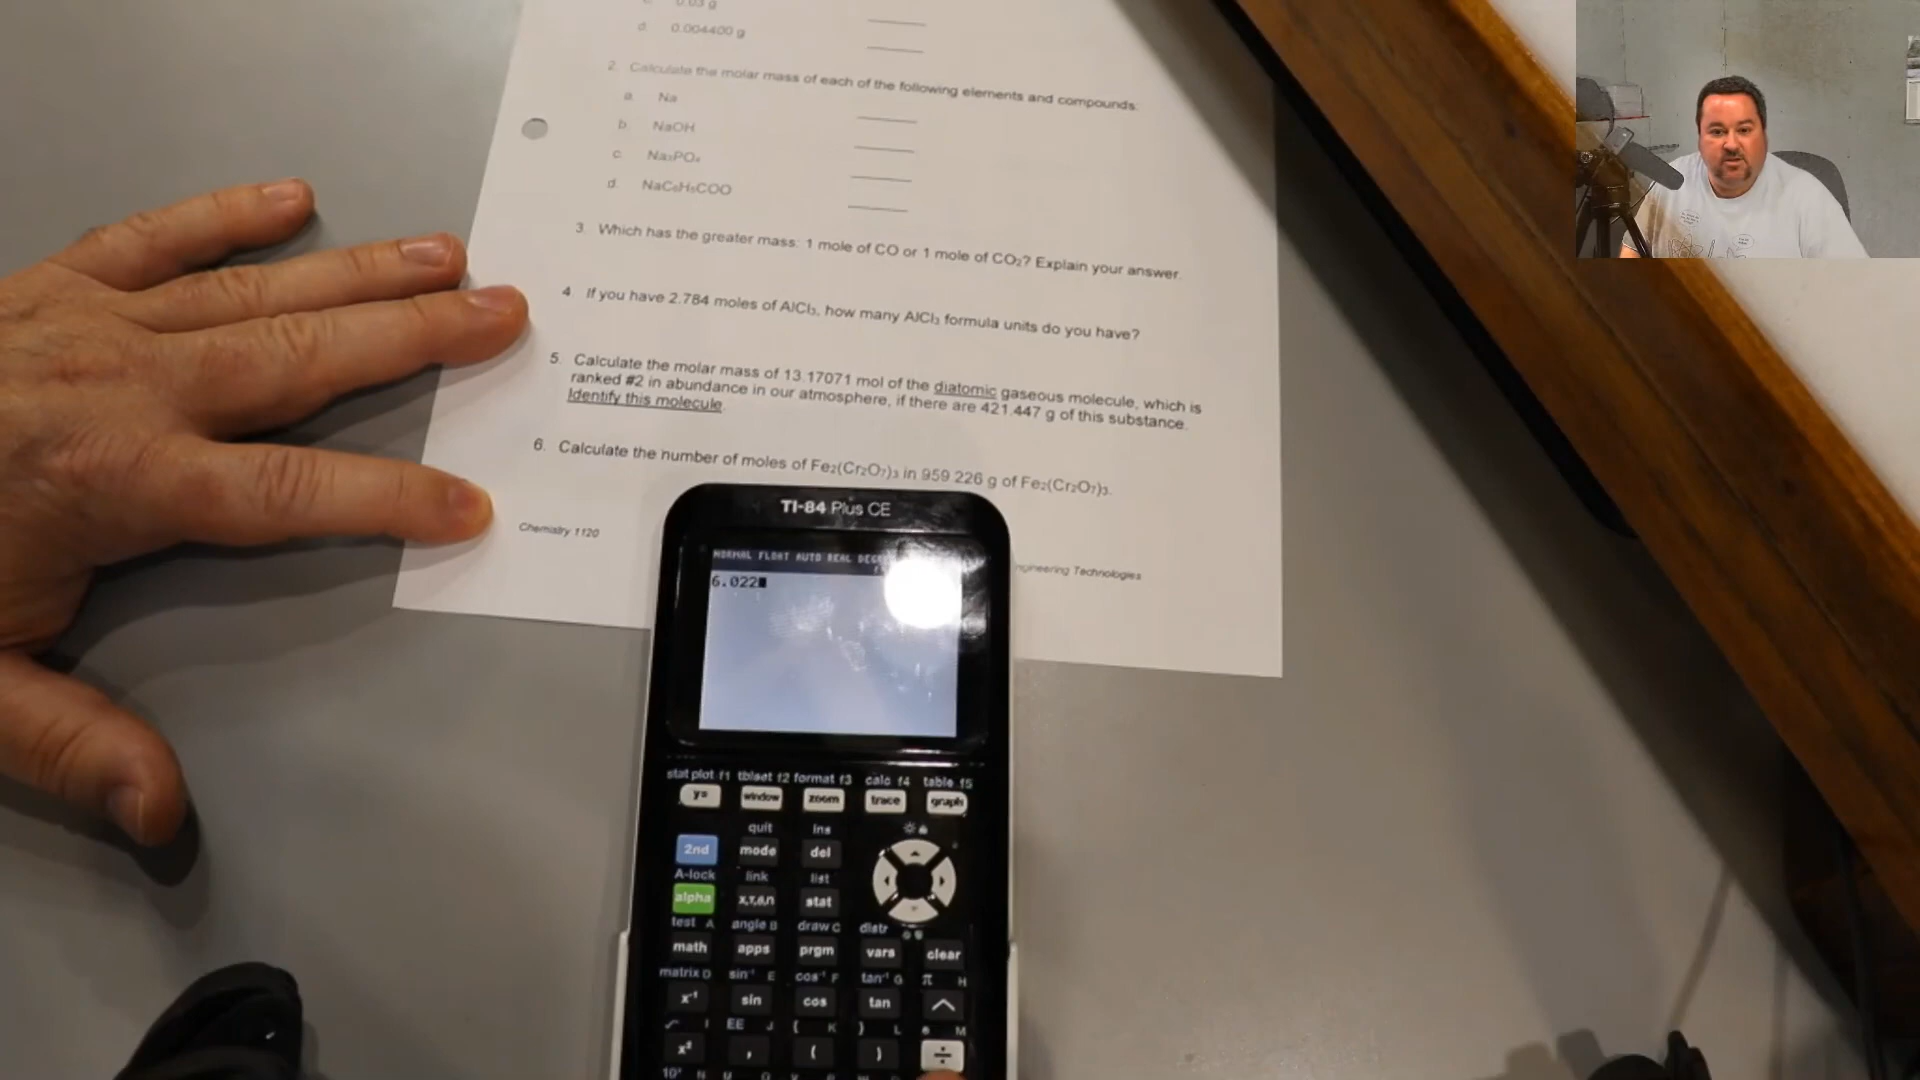 c. 0.03 g
d. 0.004400 g
2. Calculate the molar mass of each of the following elements and compounds:
a. Na
b. NaOH
c. Na₃PO₄
d. NaC₆H₅COO
3. Which has the greater mass: 1 mole of CO or 1 mole of CO₂? Explain your answer.
4. If you have 2.784 moles of AlCl₃, how many AlCl₃ formula units do you have?
5. Calculate the molar mass of 13.17071 mol of the diatomic gaseous molecule, which is
ranked #2 in abundance in our atmosphere, if there are 421.447 g of this substance.
Identify this molecule.
6. Calculate the number of moles of Fe₂(Cr₂O₇)₃ in 959.226 g of Fe₂(Cr₂O₇)₃.
Chemistry 1120
Technologies
TI-84 Plus CE
NORMAL FLOAT AUTO REAL
6.022
stat plot f1 tblset f2 format f3 calc f4 table f5
y= window zoom trace graph
quit ins
2nd mode del
A-lock link list
alpha X,T,θ,n stat
test A angle B draw C distr
math apps prgm vars clear
matrix D sin⁻¹ E cos⁻¹ F tan⁻¹ G π H
x⁻¹ sin cos tan ^
√ I EE J { K } L e M
x² , ( ) ÷
10ˣ N